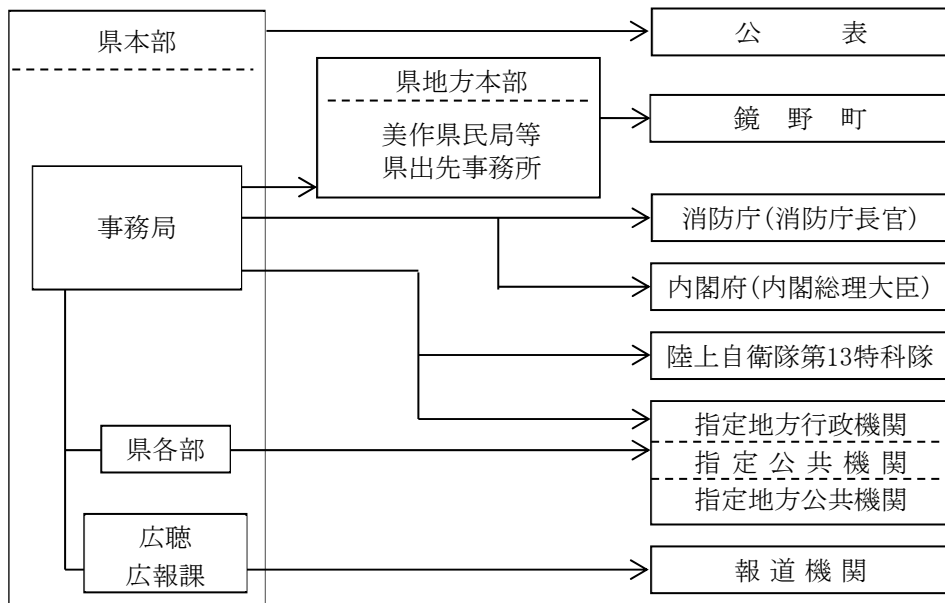 県本部
公表
県地方本部
美作県民局等
県出先事務所
鏡野町
事務局
消防庁(消防庁長官)
内閣府(内閣総理大臣)
陸上自衛隊第13特科隊
指定地方行政機関
県各部
指定公共機関
指定地方公共機関
広聴
広報課
報道機関